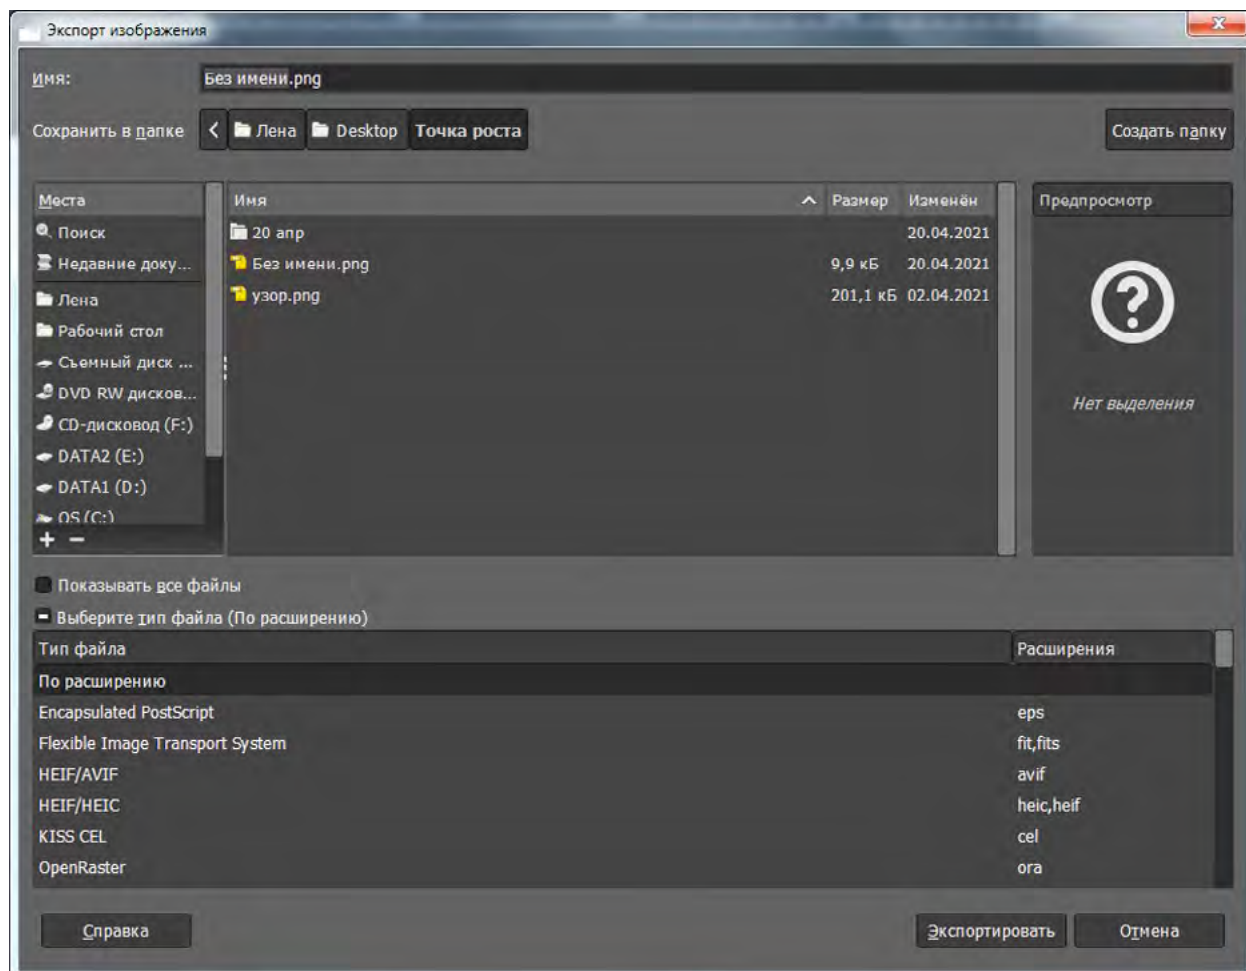 Экспорт изображения
Имя: Без имени.png
Сохранить в папке Лена Desktop Точка роста Создать папку
Места Имя Размер Изменён Предпросмотр
Поиск 20 апр 20.04.2021
Недавние доку... Без имени.png 9,9 кБ 20.04.2021
Лена узор.png 201,1 кБ 02.04.2021
Рабочий стол
Съемный диск ...
DVD RW дисков...
Нет выделения
CD-дисковод (F:)
DATA2 (E:)
DATA1 (D:)
OS (C:)
Показывать все файлы
Выберите тип файла (По расширению)
Тип файла Расширения
По расширению
Encapsulated PostScript eps
Flexible Image Transport System fit,fits
HEIF/AVIF avif
HEIF/HEIC heic,heif
KISS CEL cel
OpenRaster ora
Справка Экспортировать Отмена